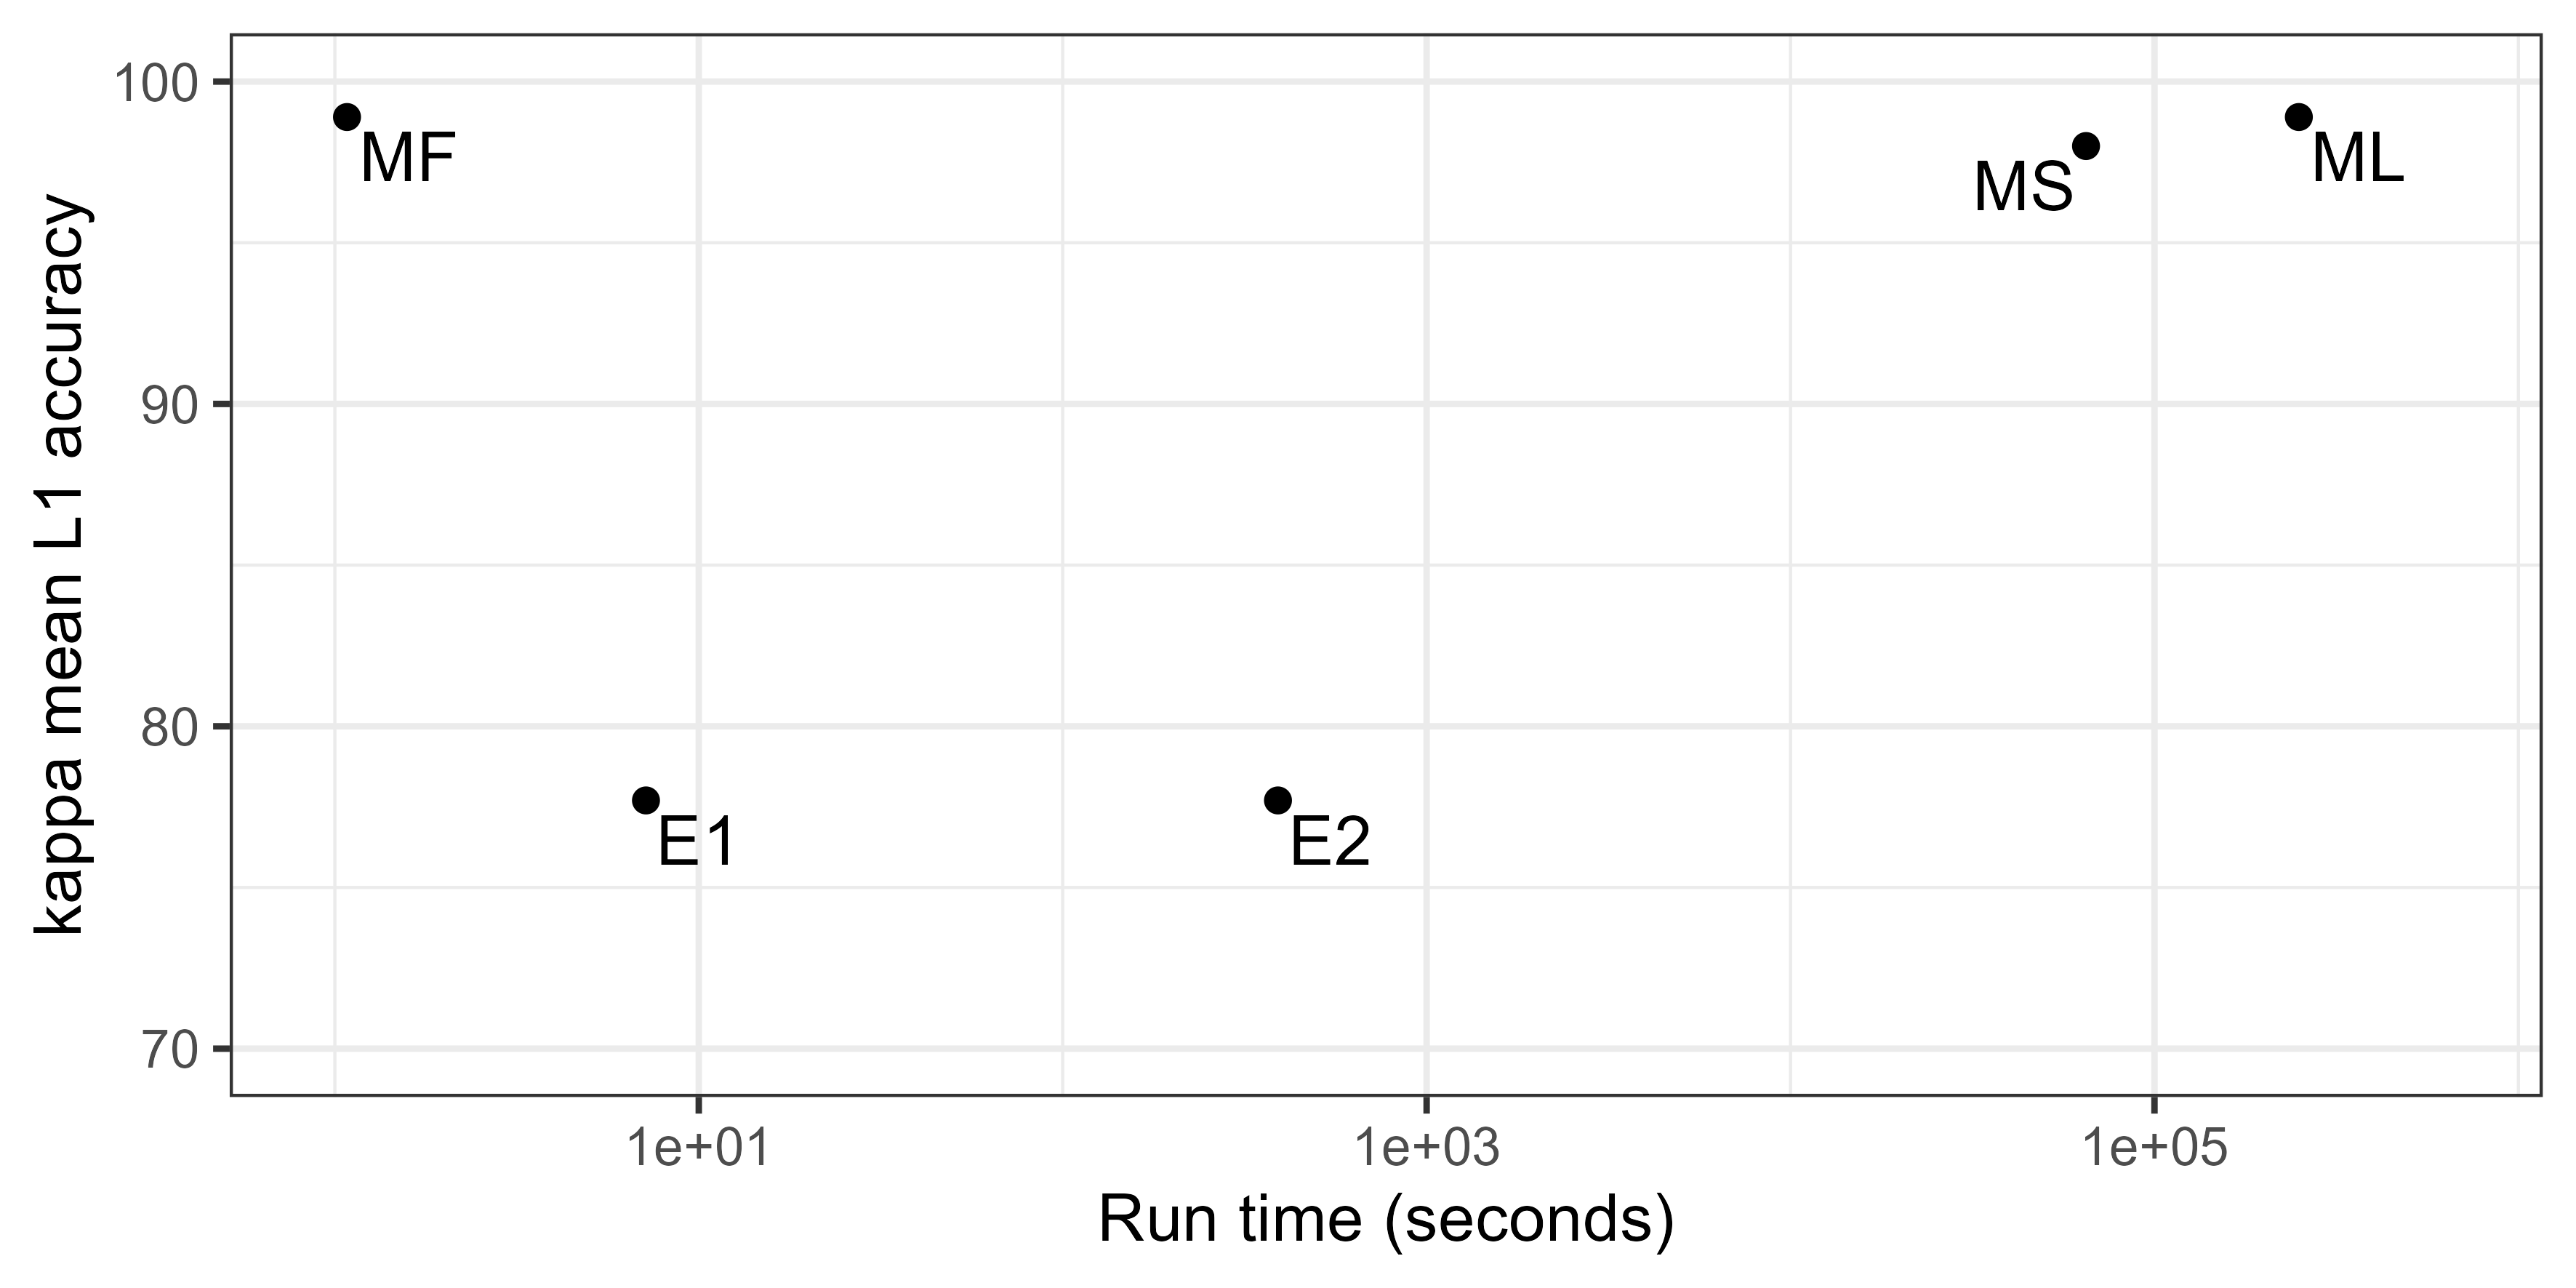 kappa mean L1 accuracy
100
90
80
70
MF
MS
ML
E1
E2
1e+01
1e+03
1e+05
Run time (seconds)